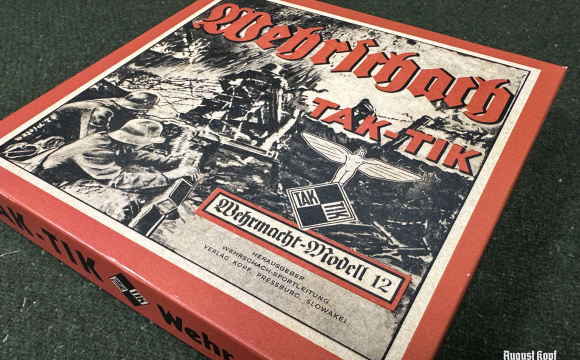 Wehrschach
TAK-TIK
TAK
TIK
Wehrmacht-Modell 12
HERAUSGEBER
WEHRSCHACH-SPORTLEITUNG
VERLAG KOPF, PRESSBURG, SLOWAKEI
TAK-TIK
Wehr
August Kopf